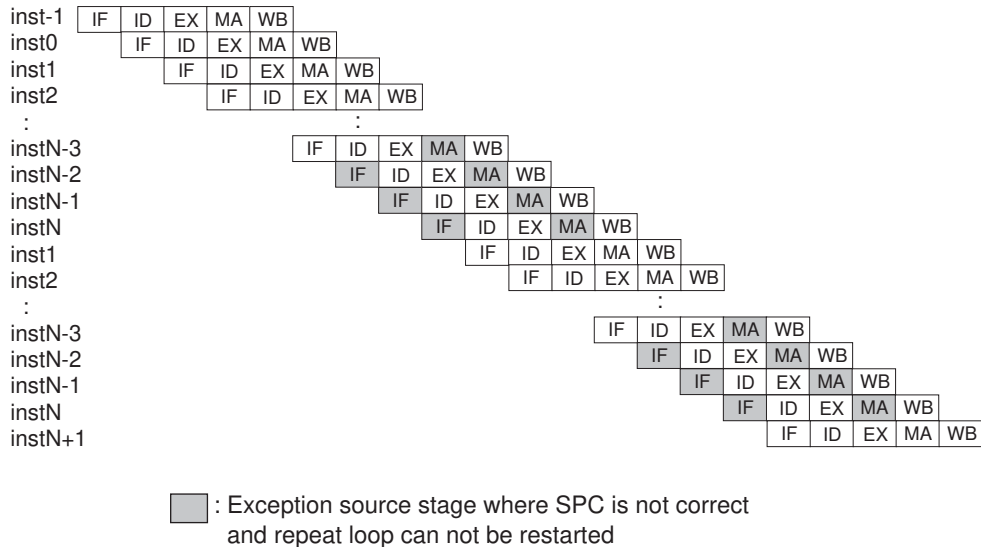 inst-1 IF ID EX MA WB
inst0 IF ID EX MA WB
inst1 IF ID EX MA WB
inst2 IF ID EX MA WB
: :
instN-3 IF ID EX MA WB
instN-2 IF ID EX MA WB
instN-1 IF ID EX MA WB
instN IF ID EX MA WB
inst1 IF ID EX MA WB
inst2 IF ID EX MA WB
: :
instN-3 IF ID EX MA WB
instN-2 IF ID EX MA WB
instN-1 IF ID EX MA WB
instN IF ID EX MA WB
instN+1 IF ID EX MA WB
: Exception source stage where SPC is not correct
and repeat loop can not be restarted